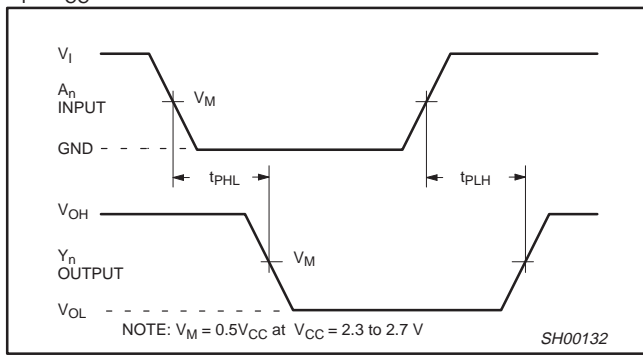 VI
An
INPUT
VM
GND
tPHL
tPLH
VOH
Yn
OUTPUT
VM
VOL
NOTE: VM = 0.5VCC at VCC = 2.3 to 2.7 V
SH00132